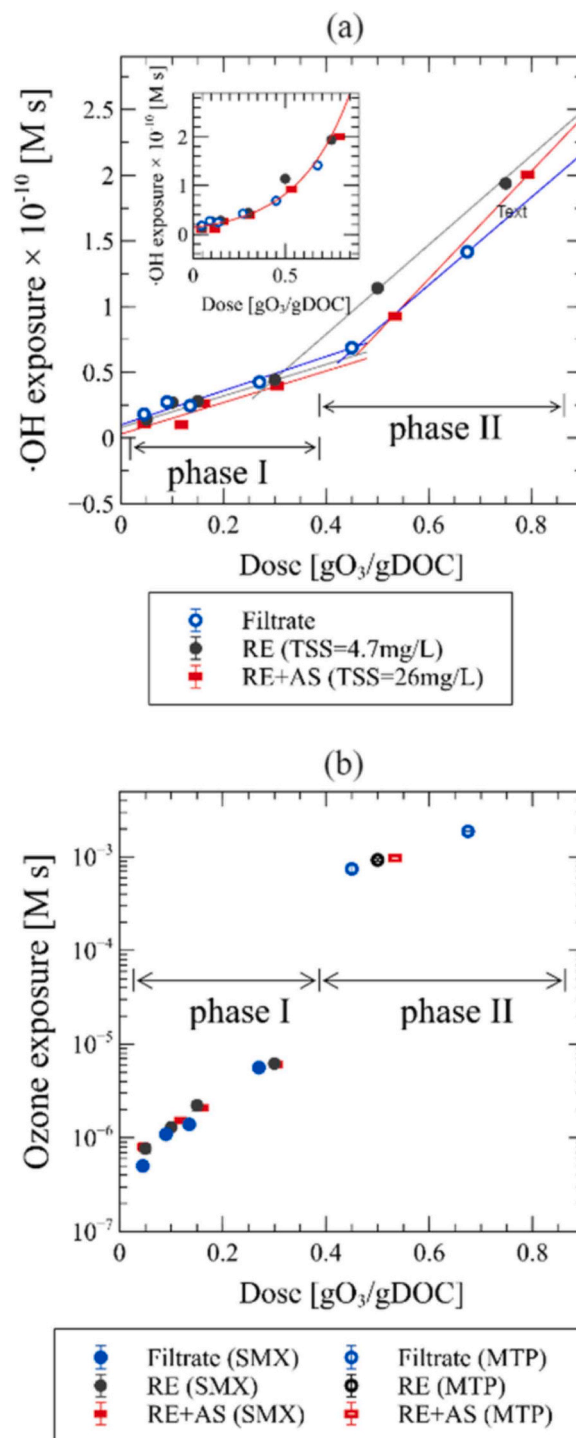 (a)
·OH exposure × 10⁻¹⁰ [M s]
2.5
2
1.5
1
0.5
0
−0.5
·OH exposure × 10⁻¹⁰ [M s]
2
1
0
0.5
Dose [gO₃/gDOC]
Text
phase I
phase II
0 0.2 0.4 0.6 0.8
Dose [gO₃/gDOC]
Filtrate
RE (TSS=4.7mg/L)
RE+AS (TSS=26mg/L)
(b)
Ozone exposure [M s]
10⁻³
10⁻⁴
10⁻⁵
10⁻⁶
10⁻⁷
phase I
phase II
0 0.2 0.4 0.6 0.8
Dose [gO₃/gDOC]
Filtrate (SMX) Filtrate (MTP)
RE (SMX) RE (MTP)
RE+AS (SMX) RE+AS (MTP)